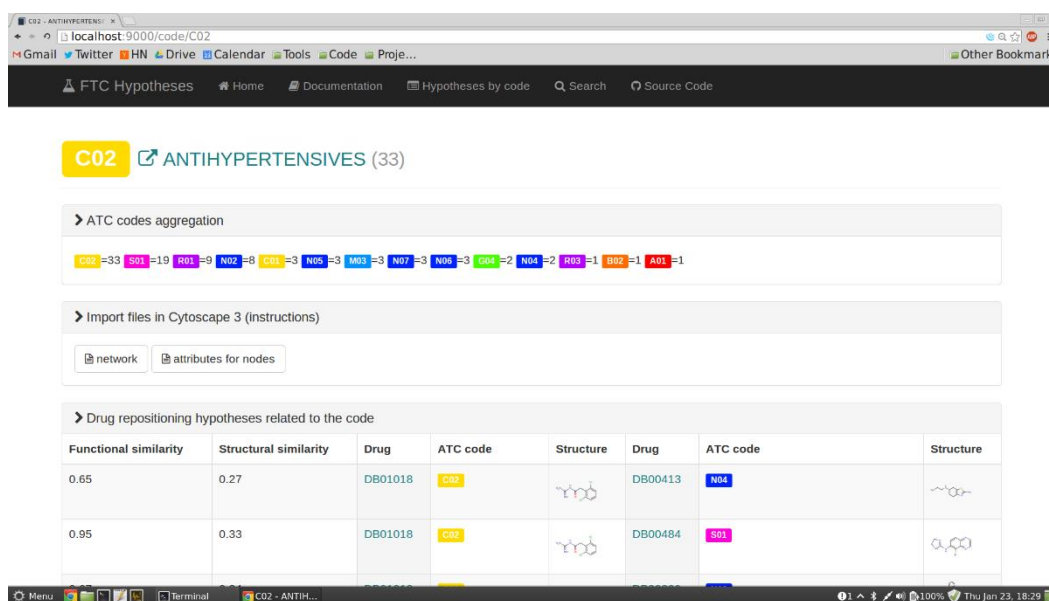 C02 - ANTIHYPERTENSI ×
localhost:9000/code/C02
Gmail Twitter HN Drive Calendar Tools Code Proje... Other Bookmark
FTC Hypotheses Home Documentation Hypotheses by code Search Source Code
C02 ANTIHYPERTENSIVES (33)
ATC codes aggregation
C02 =33 S01 =19 R01 =9 N02 =8 C01 =3 N05 =3 M03 =3 N07 =3 N06 =3 G04 =2 N04 =2 R03 =1 B02 =1 A01 =1
Import files in Cytoscape 3 (instructions)
network attributes for nodes
Drug repositioning hypotheses related to the code
Functional similarity Structural similarity Drug ATC code Structure Drug ATC code Structure
0.65 0.27 DB01018 C02 DB00413 N04
0.95 0.33 DB01018 C02 DB00484 S01
Menu Terminal C02 - ANTIH... 1 100% Thu Jan 23, 18:29